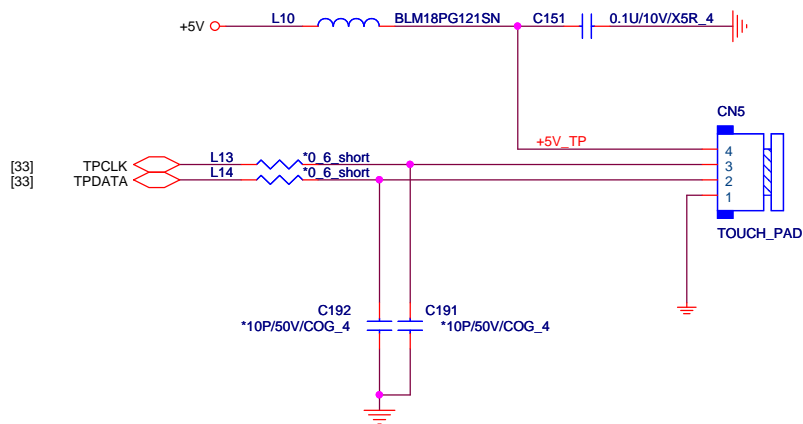 +5V L10 BLM18PG121SN C151 0.1U/10V/X5R_4
CN5
+5V_TP
4
[33] TPCLK L13 *0_6_short 3
[33] TPDATA L14 *0_6_short 2
1
TOUCH_PAD
C192 C191
*10P/50V/COG_4 *10P/50V/COG_4